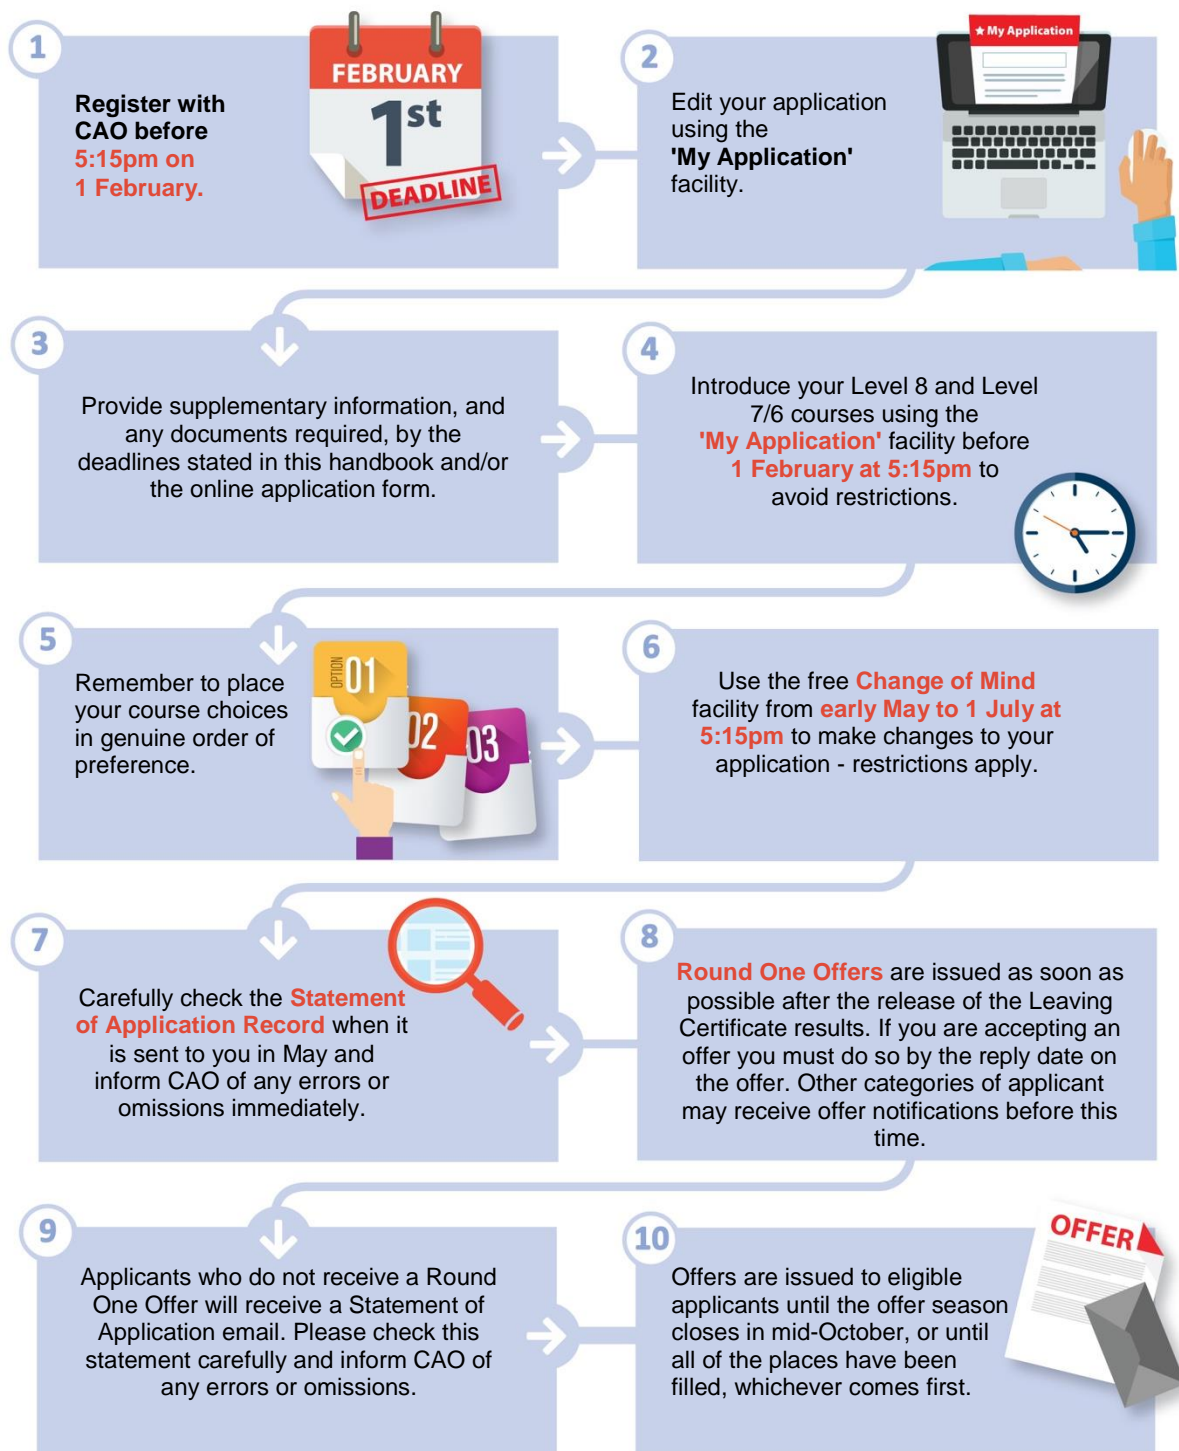 1
Register with
CAO before
5:15pm on
1 February.
FEBRUARY
1st
DEADLINE
2
Edit your application
using the
'My Application'
facility.
★ My Application
3
Provide supplementary information, and
any documents required, by the
deadlines stated in this handbook and/or
the online application form.
4
Introduce your Level 8 and Level
7/6 courses using the
'My Application' facility before
1 February at 5:15pm to
avoid restrictions.
5
Remember to place
your course choices
in genuine order of
preference.
OPTION
01
02
03
6
Use the free Change of Mind
facility from early May to 1 July at
5:15pm to make changes to your
application - restrictions apply.
7
Carefully check the Statement
of Application Record when it
is sent to you in May and
inform CAO of any errors or
omissions immediately.
8
Round One Offers are issued as soon as
possible after the release of the Leaving
Certificate results. If you are accepting an
offer you must do so by the reply date on
the offer. Other categories of applicant
may receive offer notifications before this
time.
9
Applicants who do not receive a Round
One Offer will receive a Statement of
Application email. Please check this
statement carefully and inform CAO of
any errors or omissions.
10
Offers are issued to eligible
applicants until the offer season
closes in mid-October, or until
all of the places have been
filled, whichever comes first.
OFFER